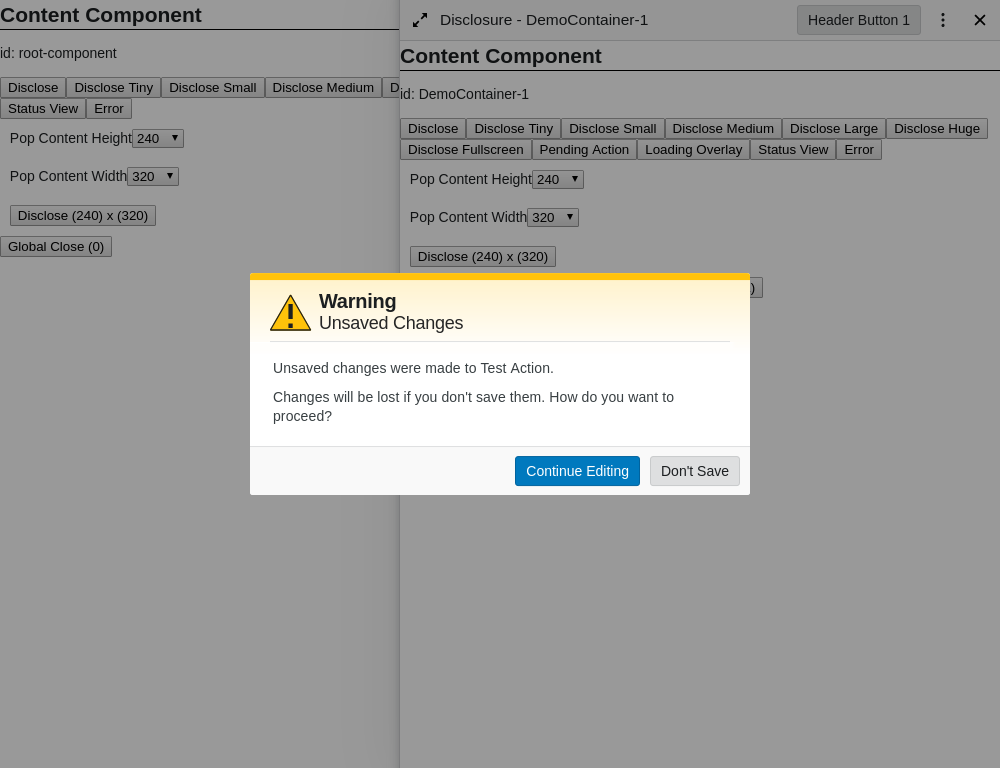 Content Component
id: root-component
Disclose Disclose Tiny Disclose Small Disclose Medium
Status View Error
Pop Content Height 240
Pop Content Width 320
Disclose (240) x (320)
Global Close (0)
Disclosure - DemoContainer-1 Header Button 1
Content Component
id: DemoContainer-1
Disclose Disclose Tiny Disclose Small Disclose Medium Disclose Large Disclose Huge
Disclose Fullscreen Pending Action Loading Overlay Status View Error
Pop Content Height 240
Pop Content Width 320
Disclose (240) x (320)
Warning
Unsaved Changes
Unsaved changes were made to Test Action.
Changes will be lost if you don't save them. How do you want to
proceed?
Continue Editing Don't Save